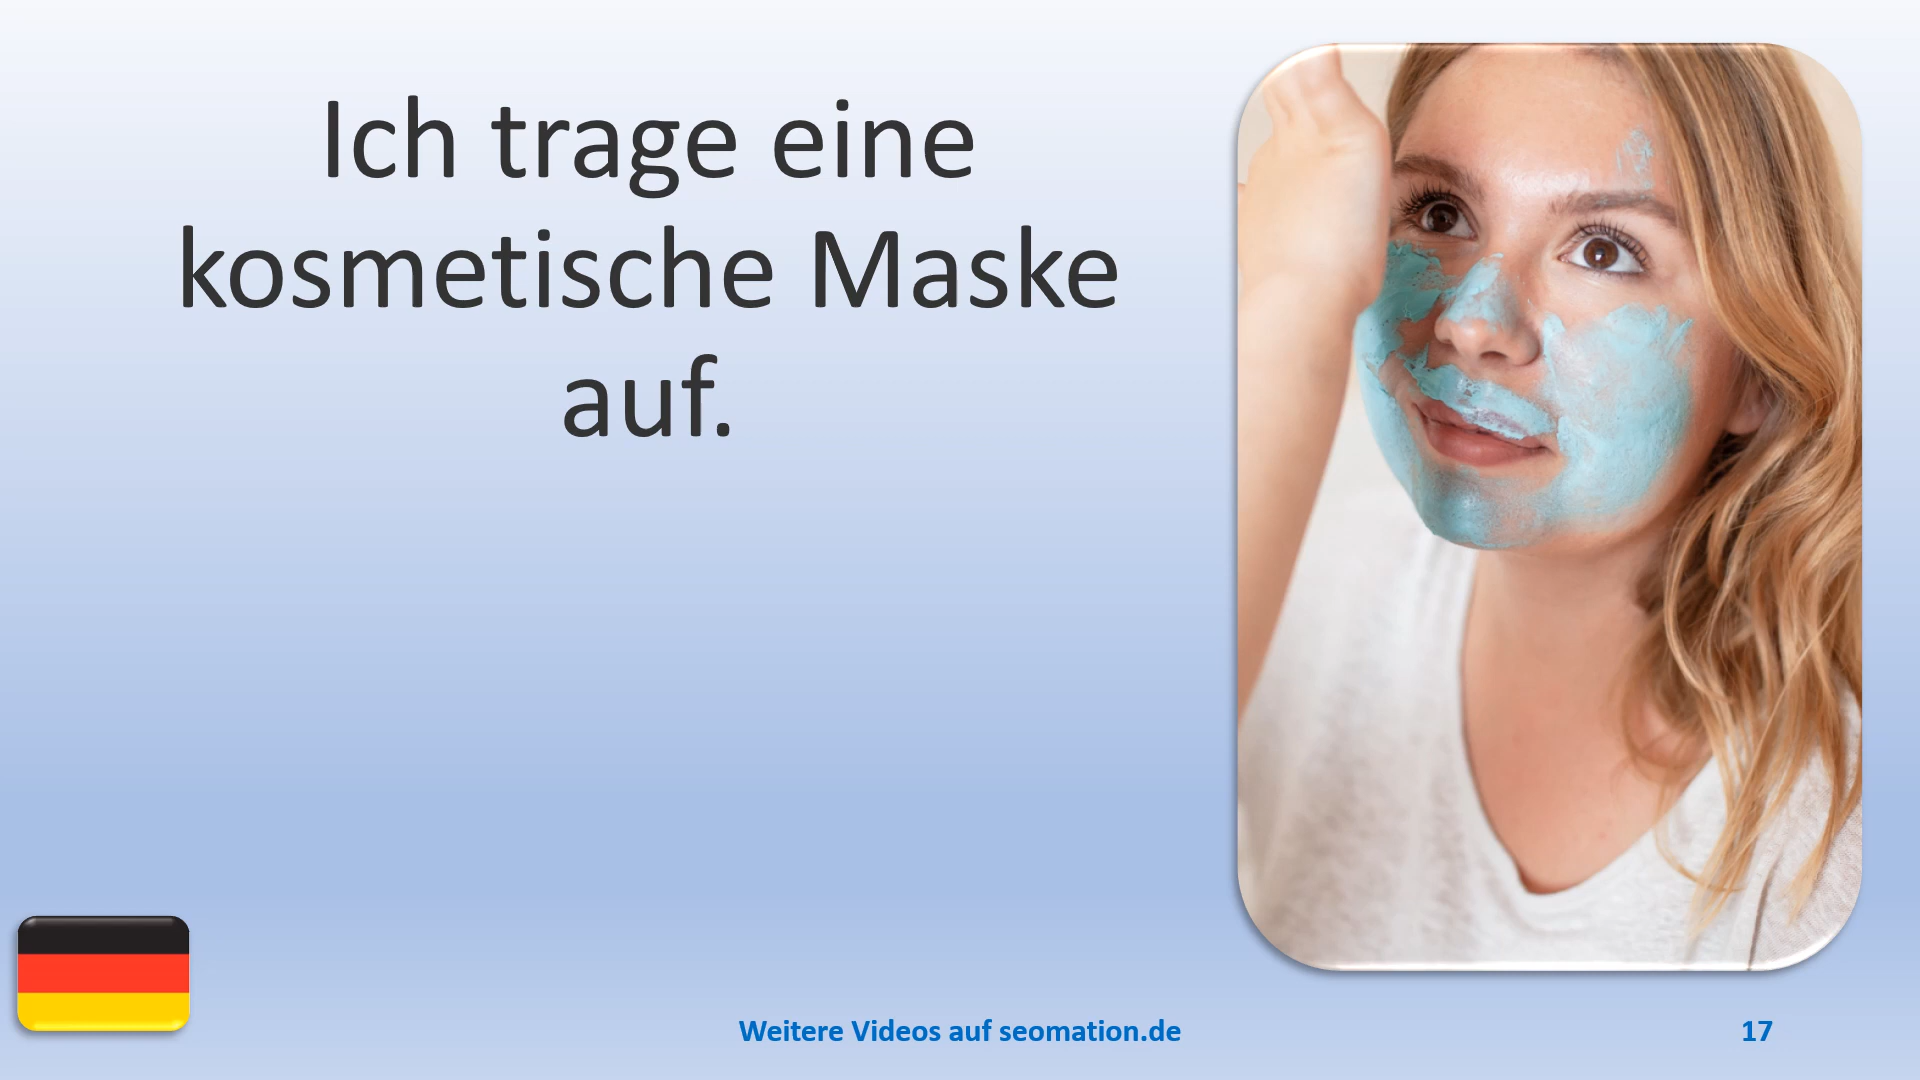 Ich trage eine
kosmetische Maske
auf.
Weitere Videos auf seomation.de
17